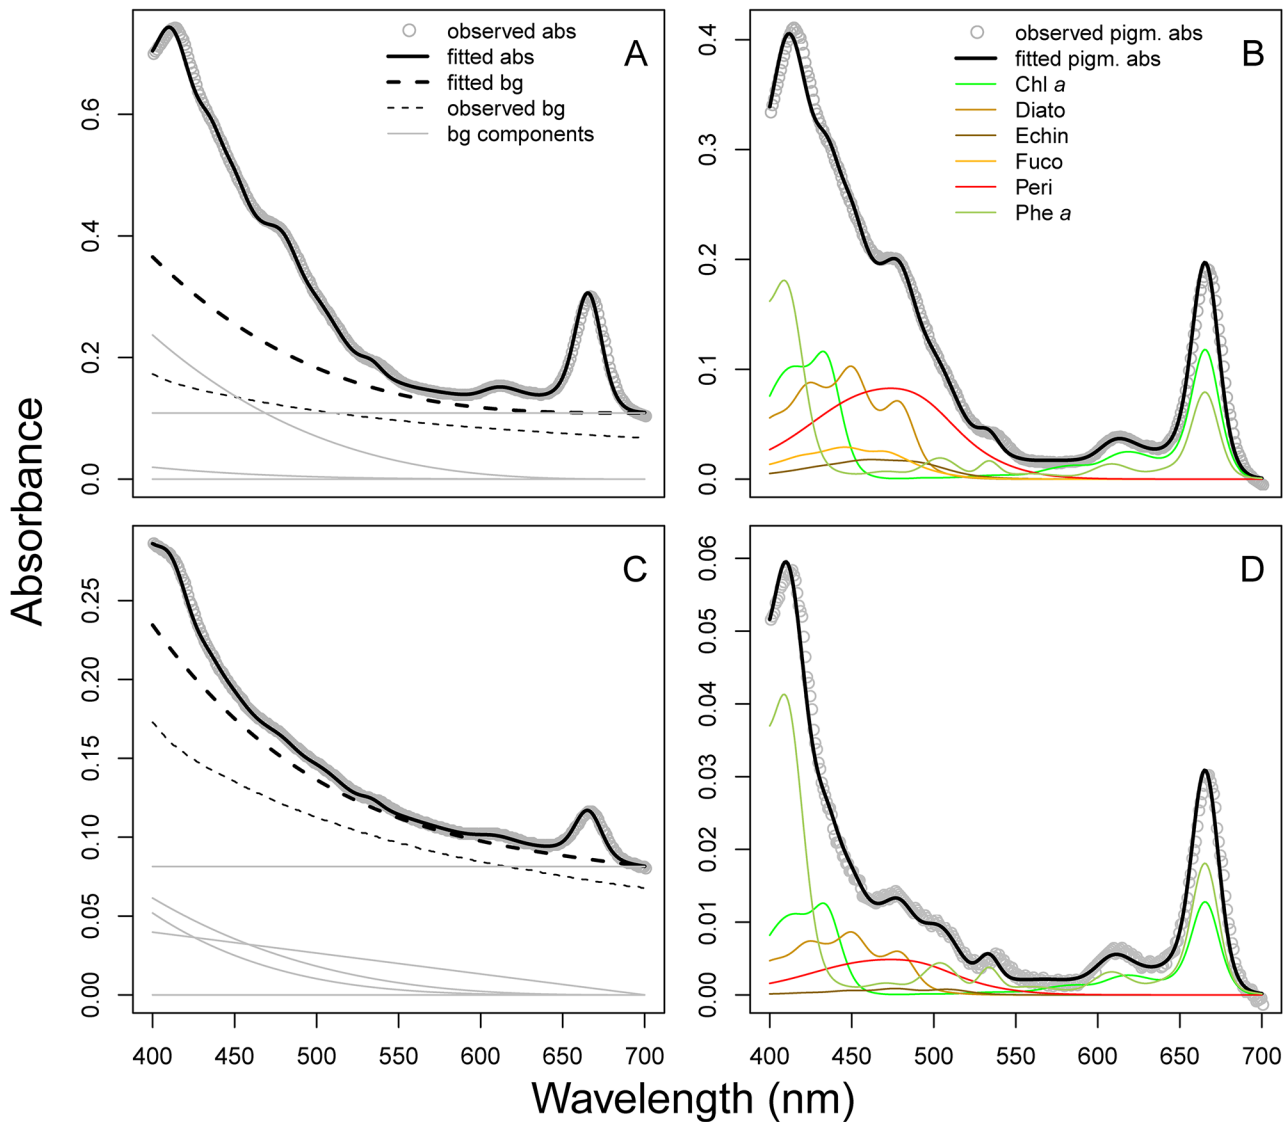 A
observed abs
fitted abs
fitted bg
observed bg
bg components
0.6
0.4
0.2
0.0
B
observed pigm. abs
fitted pigm. abs
Chl a
Diato
Echin
Fuco
Peri
Phe a
0.4
0.3
0.2
0.1
0.0
Absorbance
C
0.25
0.20
0.15
0.10
0.05
0.00
400 450 500 550 600 650 700
D
0.06
0.05
0.04
0.03
0.02
0.01
0.00
400 450 500 550 600 650 700
Wavelength (nm)